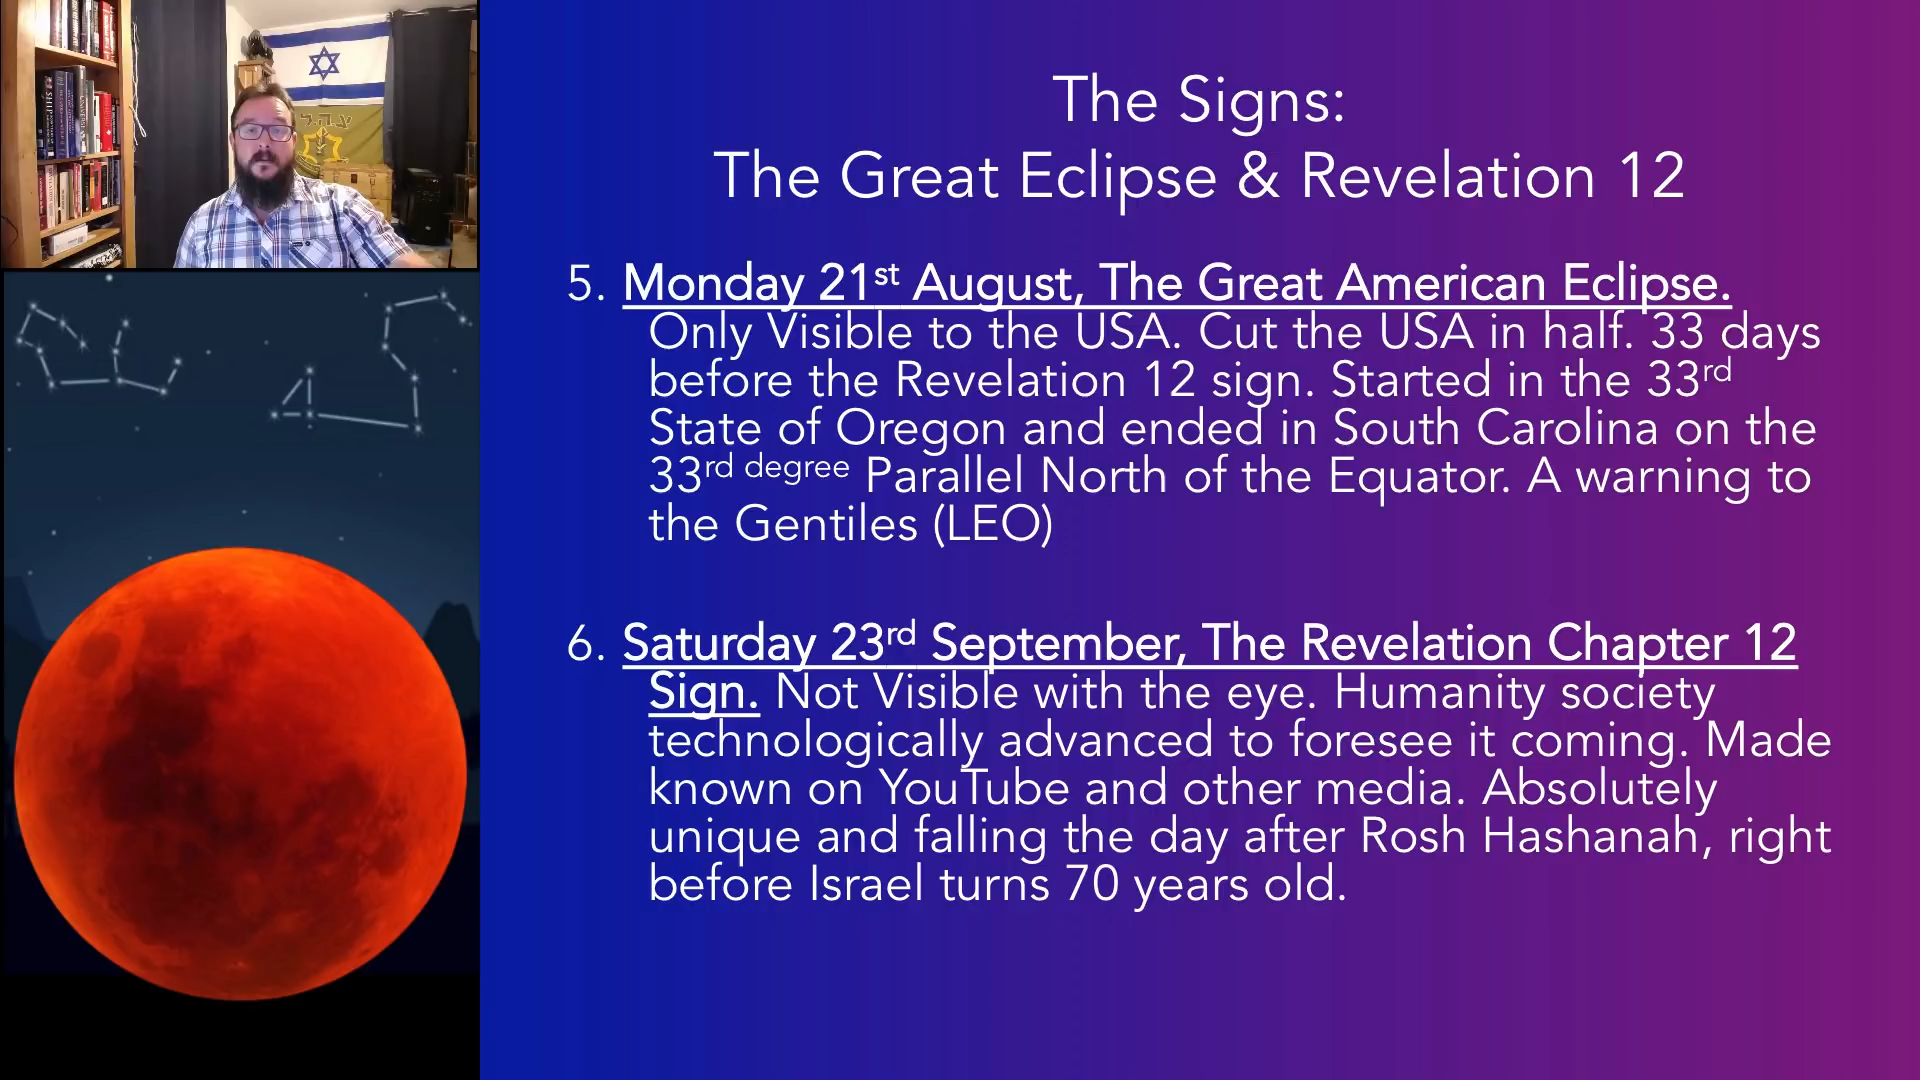 The Signs:
The Great Eclipse & Revelation 12
5. Monday 21st August, The Great American Eclipse.
Only Visible to the USA. Cut the USA in half. 33 days
before the Revelation 12 sign. Started in the 33rd
State of Oregon and ended in South Carolina on the
33rd degree Parallel North of the Equator. A warning to
the Gentiles (LEO)
6. Saturday 23rd September, The Revelation Chapter 12
Sign. Not Visible with the eye. Humanity society
technologically advanced to foresee it coming. Made
known on YouTube and other media. Absolutely
unique and falling the day after Rosh Hashanah, right
before Israel turns 70 years old.
צ.ה.ל